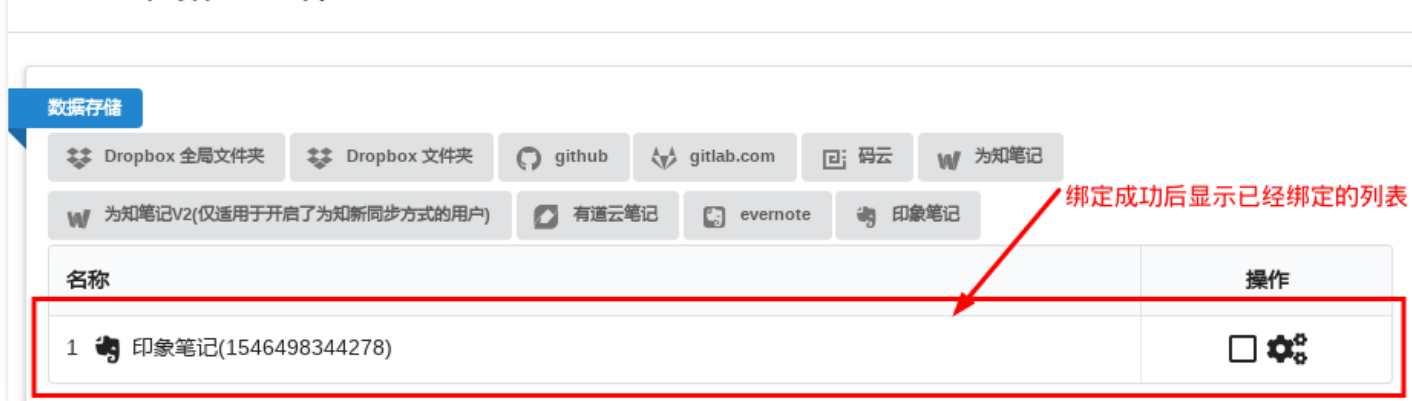 数据存储
Dropbox 全局文件夹 Dropbox 文件夹 github gitlab.com 码云 为知笔记
绑定成功后显示已经绑定的列表
为知笔记V2(仅适用于开启了为知新同步方式的用户) 有道云笔记 evernote 印象笔记
名称 操作
1 印象笔记(1546498344278)